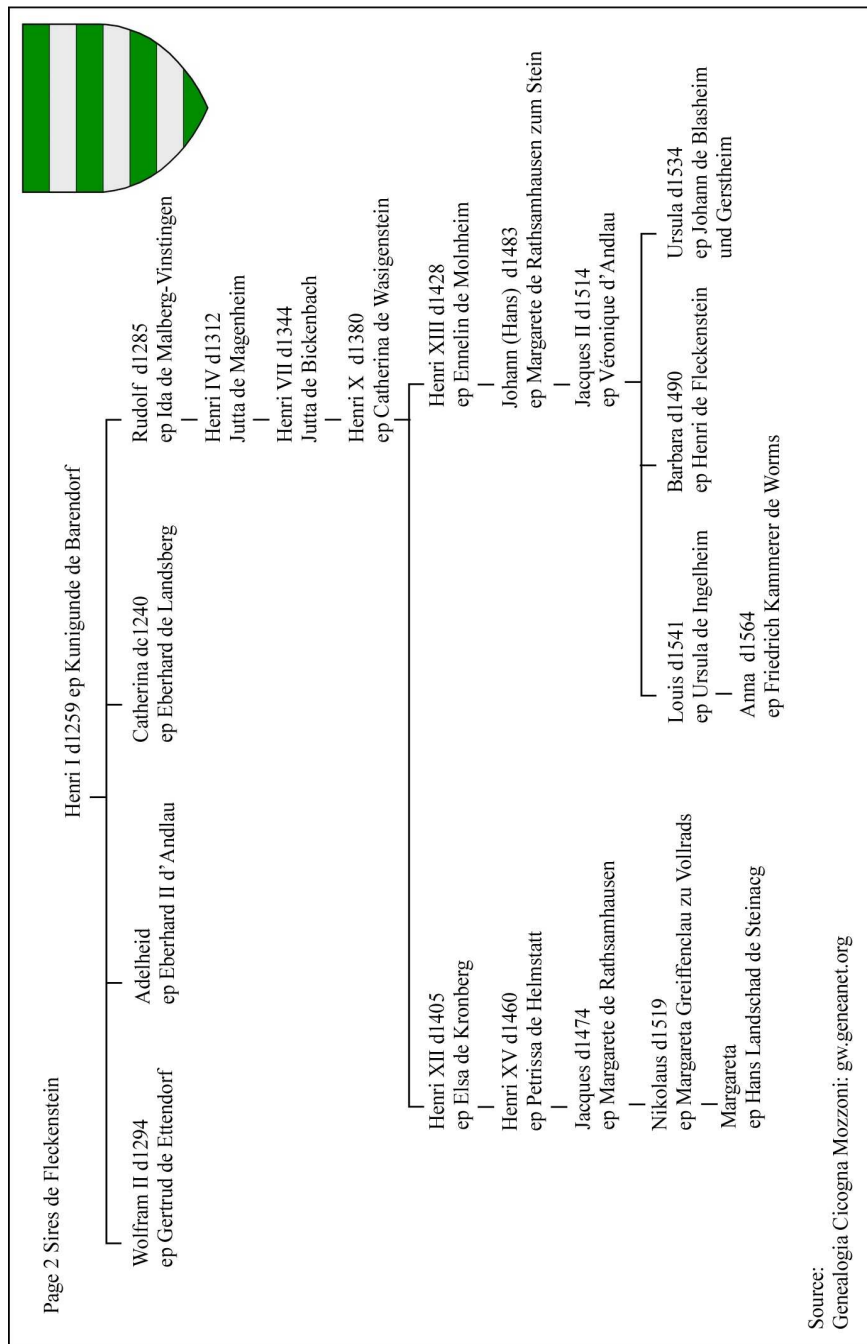 Page 2 Sires de Fleckenstein
Henri I d1259 ep Kunigunde de Barendorf
Wolfram II d1294
ep Gertrud de Ettendorf
Adelheid
ep Eberhard II d’Andlau
Catherina dc1240
ep Eberhard de Landsberg
Rudolf d1285
ep Ida de Malberg-Vinstingen
Henri IV d1312
Jutta de Magenheim
Henri VII d1344
Jutta de Bickenbach
Henri X d1380
ep Catherina de Wasigenstein
Henri XII d1405
ep Elsa de Kronberg
Henri XV d1460
ep Petrissa de Helmstatt
Jacques d1474
ep Margarete de Rathsamhausen
Nikolaus d1519
ep Margareta Greiffenclau zu Vollrads
Margareta
ep Hans Landschad de Steinacg
Henri XIII d1428
ep Ennelin de Molnheim
Johann (Hans) d1483
ep Margarete de Rathsamhausen zum Stein
Jacques II d1514
ep Véronique d’Andlau
Louis d1541
ep Ursula de Ingelheim
Anna d1564
ep Friedrich Kammerer de Worms
Barbara d1490
ep Henri de Fleckenstein
Ursula d1534
ep Johann de Blasheim
und Gerstheim
Source:
Genealogia Cicogna Mozzoni: gw.geneanet.org